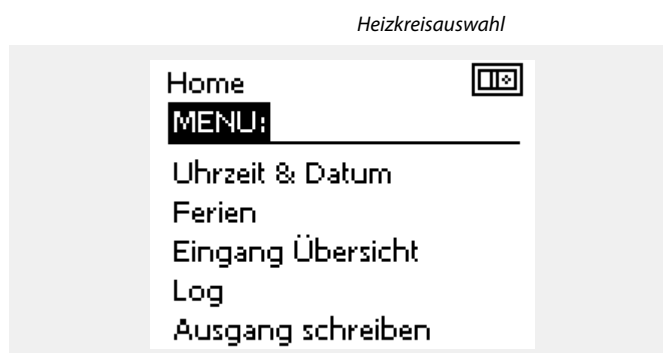 Heizkreisauswahl
Home
MENU:
Uhrzeit & Datum
Ferien
Eingang Übersicht
Log
Ausgang schreiben